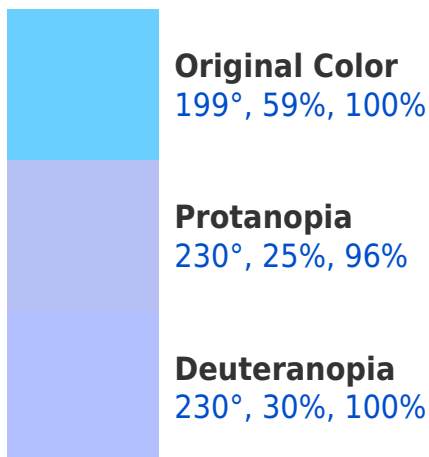 Original Color
199°, 59%, 100%
Protanopia
230°, 25%, 96%
Deuteranopia
230°, 30%, 100%